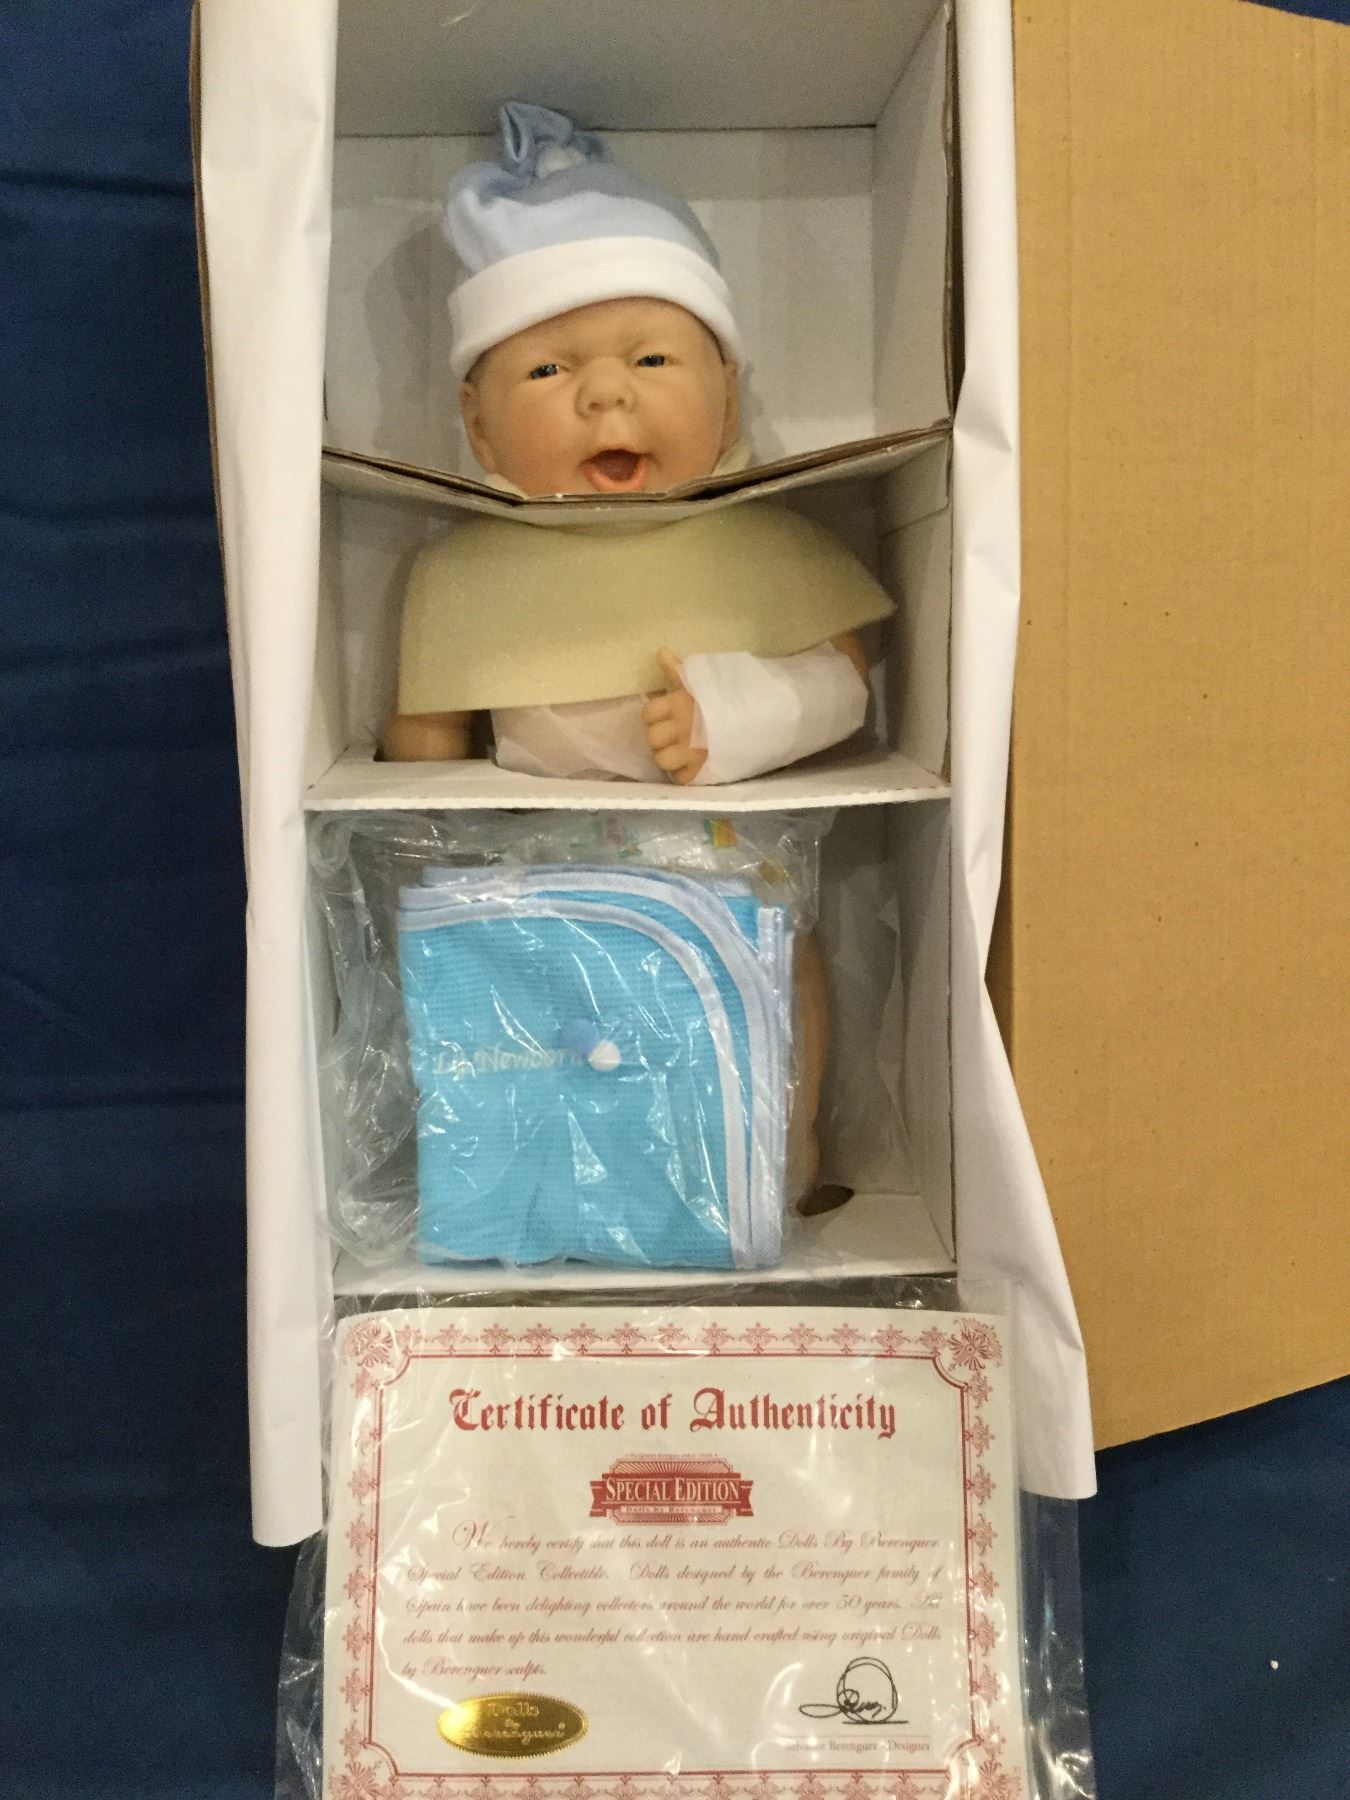 La Newborn
Certificate of Authenticity
SPECIAL EDITION
Dolls by Berenguer
We hereby certify that this doll is an authentic Dolls By Berenguer
Special Edition Collectible. Dolls designed by the Berenguer family of
Spain have been delighting collectors around the world for over 50 years. All
dolls that make up this wonderful collection are hand crafted using original Dolls
by Berenguer sculpts.
Dolls
by
Berenguer
Salvador Berenguer - Designer